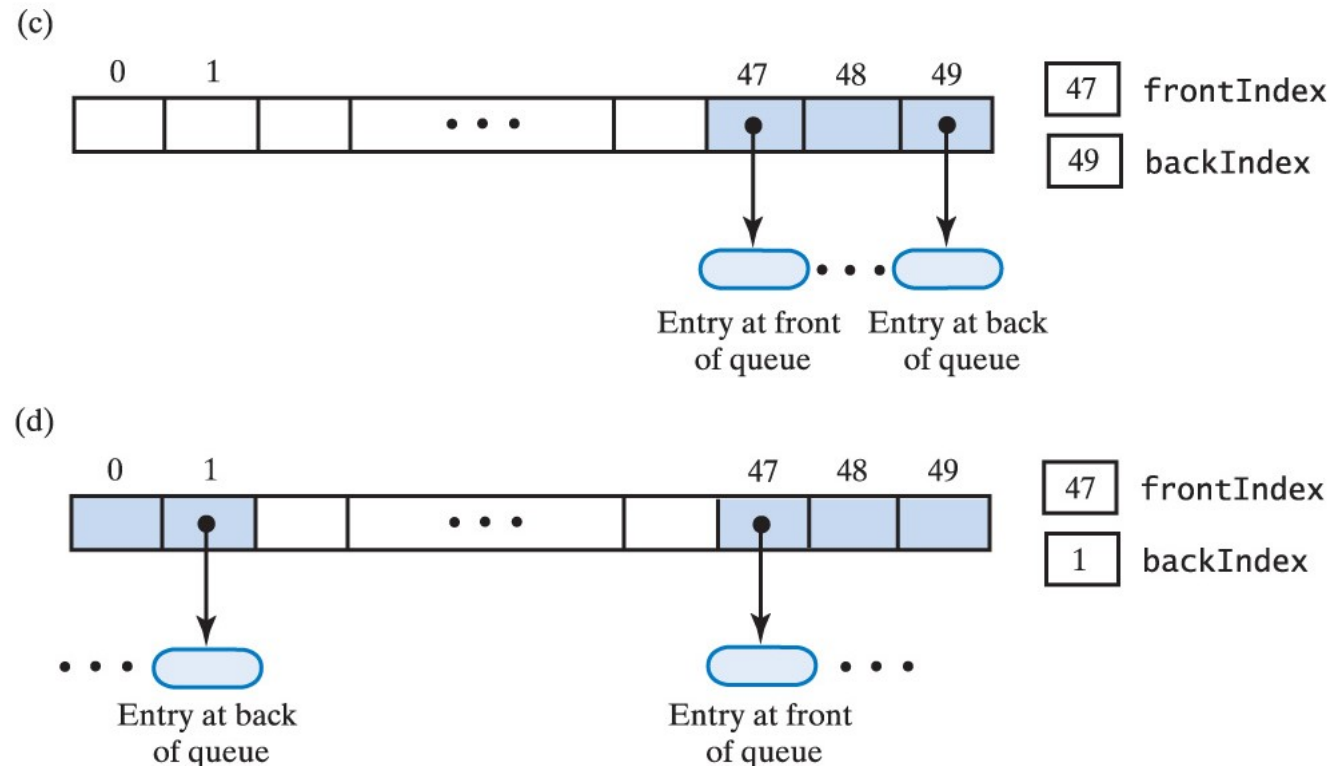 (c)
0 1 47 48 49
47 frontIndex
49 backIndex
• • •
• • •
Entry at front Entry at back
of queue of queue
(d)
0 1 47 48 49
47 frontIndex
1 backIndex
• • •
• • • • • •
Entry at back Entry at front
of queue of queue